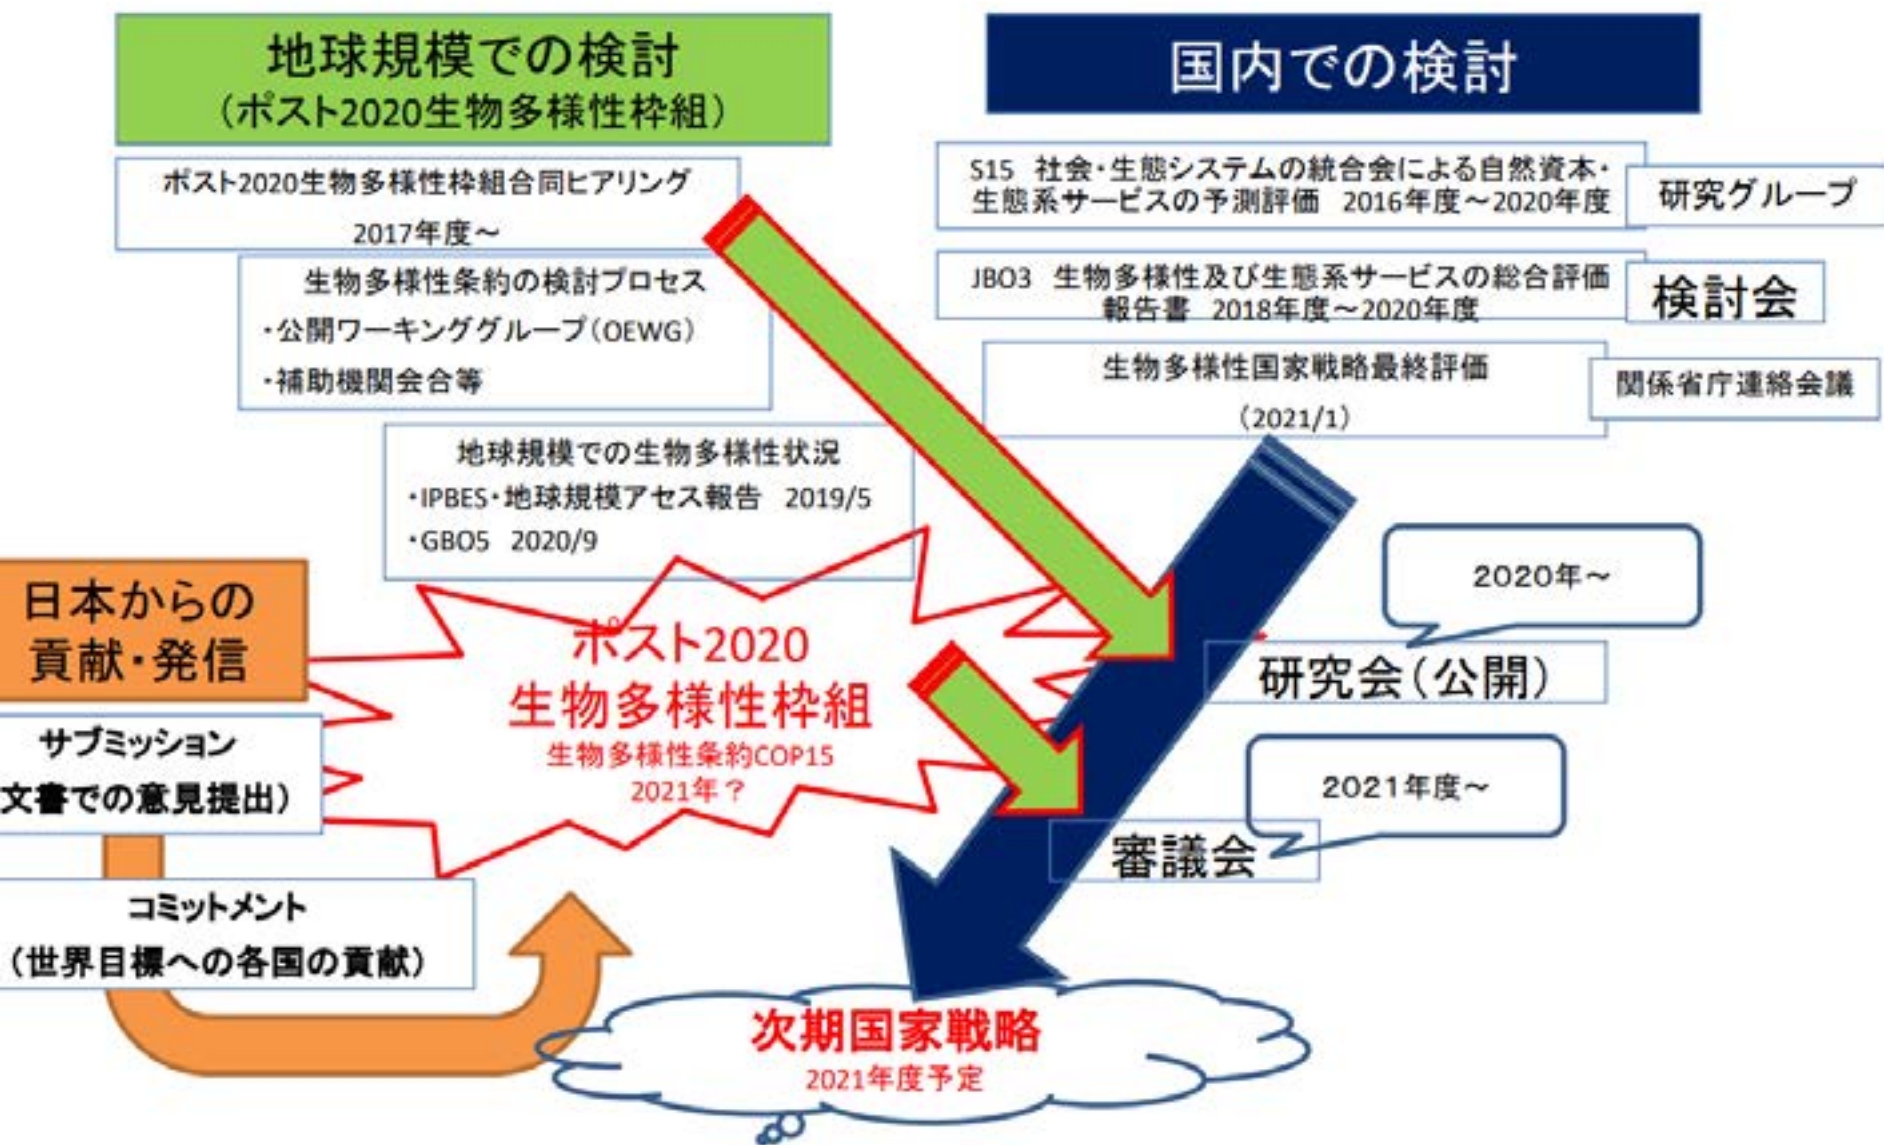 地球規模での検討
（ポスト2020生物多様性枠組）
ポスト2020生物多様性枠組合同ヒアリング
2017年度～
生物多様性条約の検討プロセス
・公開ワーキンググループ（OEWG）
・補助機関会合等
地球規模での生物多様性状況
・IPBES・地球規模アセス報告　2019/5
・GBO5　2020/9
国内での検討
S15　社会・生態システムの統合会による自然資本・
生態系サービスの予測評価　2016年度～2020年度
研究グループ
JBO3　生物多様性及び生態系サービスの総合評価
報告書　2018年度～2020年度
検討会
生物多様性国家戦略最終評価
（2021/1）
関係省庁連絡会議
2020年～
研究会（公開）
2021年度～
審議会
日本からの
貢献・発信
サブミッション
文書での意見提出）
コミットメント
（世界目標への各国の貢献）
ポスト2020
生物多様性枠組
生物多様性条約COP15
2021年？
次期国家戦略
2021年度予定